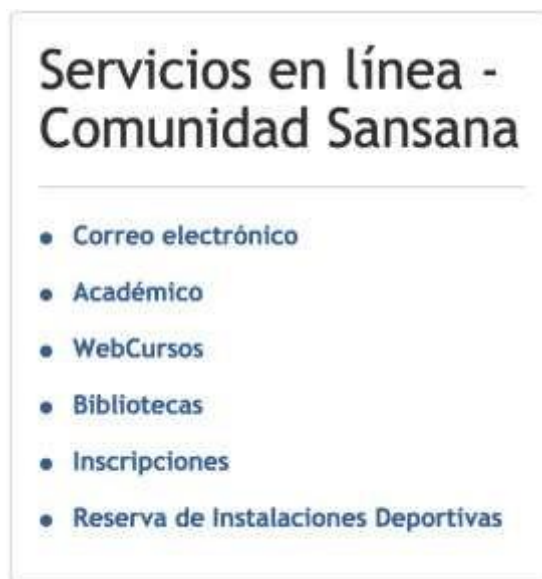 Servicios en línea -
Comunidad Sansana
Correo electrónico
Académico
WebCursos
Bibliotecas
Inscripciones
Reserva de Instalaciones Deportivas